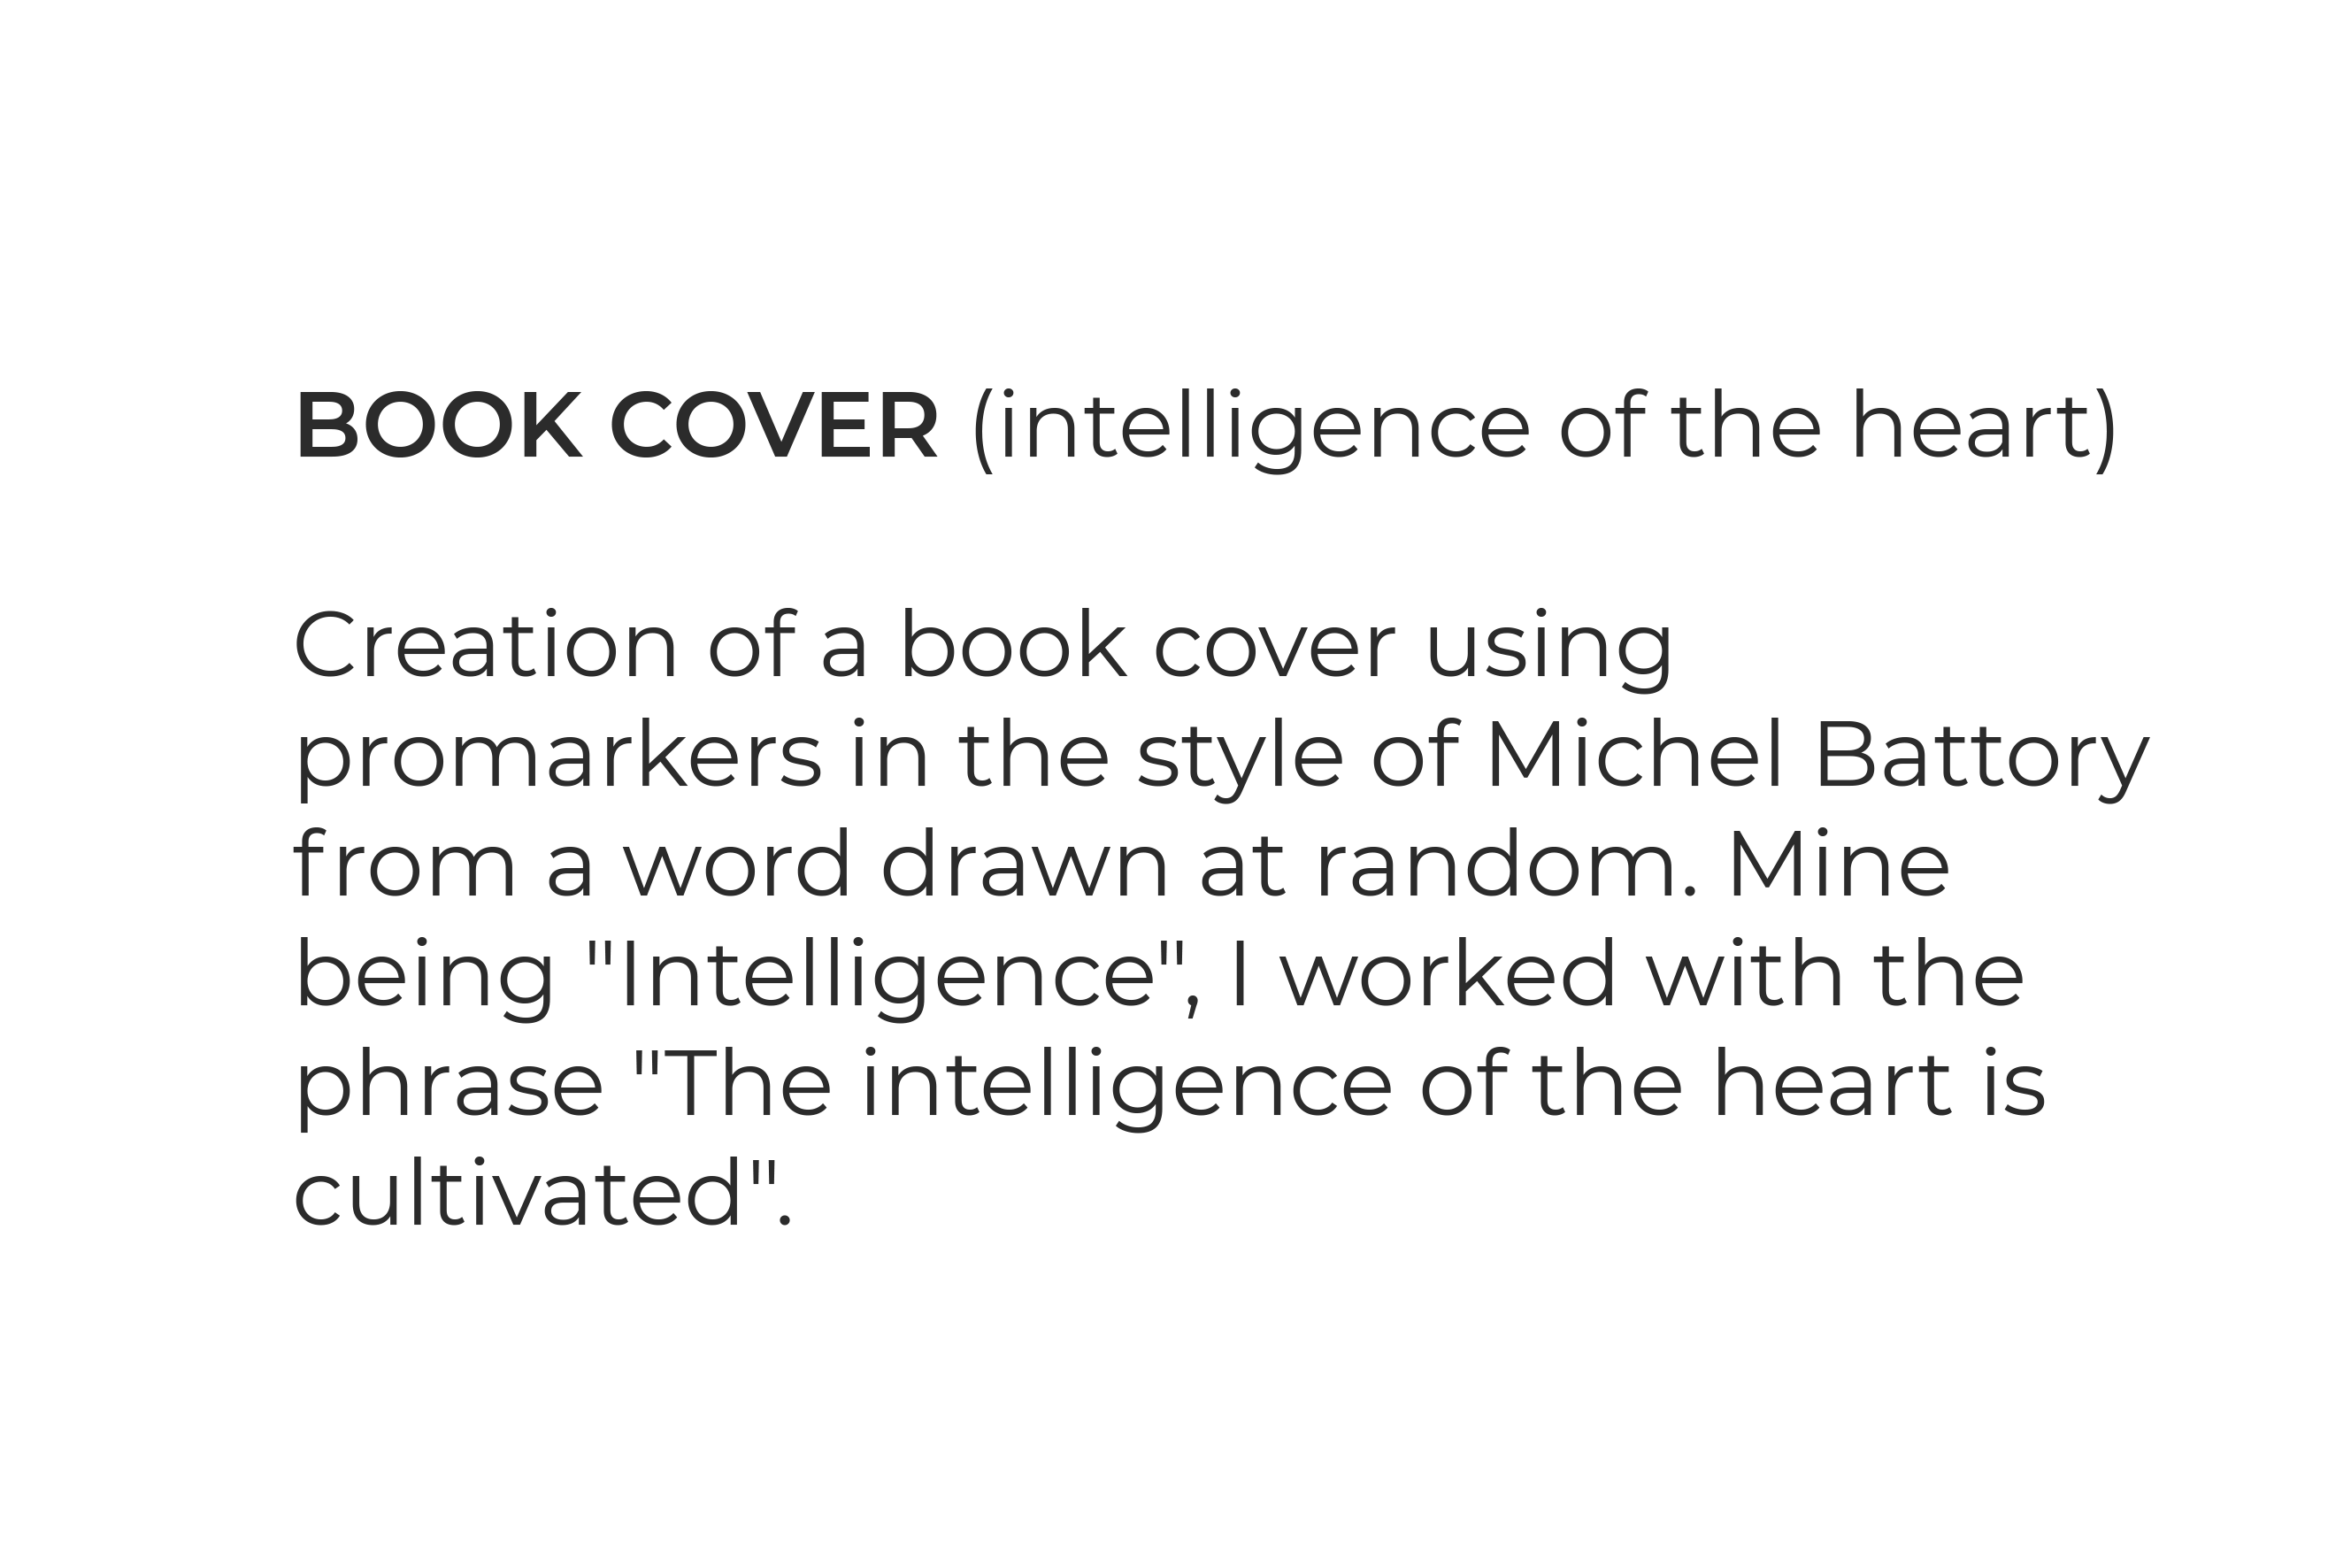 BOOK COVER (intelligence of the heart)
Creation of a book cover using
promarkers in the style of Michel Battory
from a word drawn at random. Mine
being "Intelligence", I worked with the
phrase "The intelligence of the heart is
cultivated".